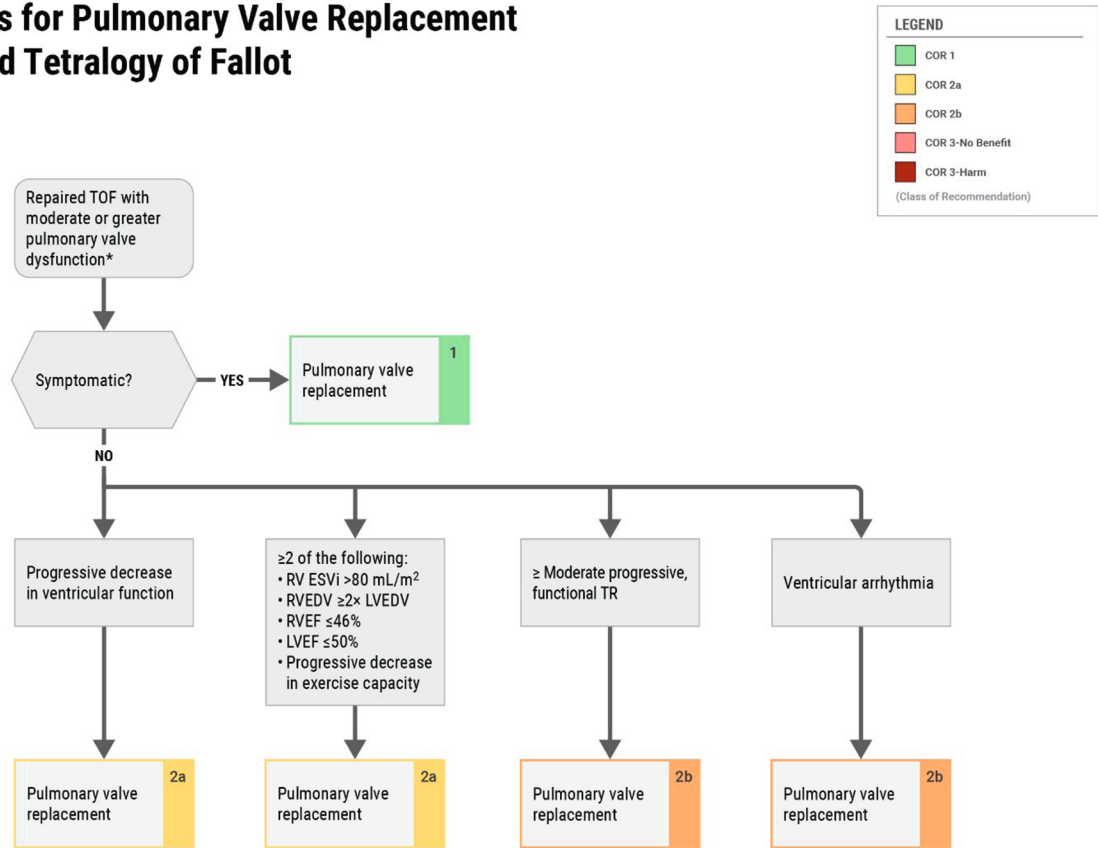 s for Pulmonary Valve Replacement
d Tetralogy of Fallot
LEGEND
COR 1
COR 2a
COR 2b
COR 3-No Benefit
COR 3-Harm
(Class of Recommendation)
Repaired TOF with
moderate or greater
pulmonary valve
dysfunction*
Symptomatic?
YES
Pulmonary valve
replacement
1
NO
Progressive decrease
in ventricular function
≥2 of the following:
• RV ESVi >80 mL/m²
• RVEDV ≥2× LVEDV
• RVEF ≤46%
• LVEF ≤50%
• Progressive decrease
in exercise capacity
≥ Moderate progressive,
functional TR
Ventricular arrhythmia
Pulmonary valve
replacement
2a
Pulmonary valve
replacement
2a
Pulmonary valve
replacement
2b
Pulmonary valve
replacement
2b